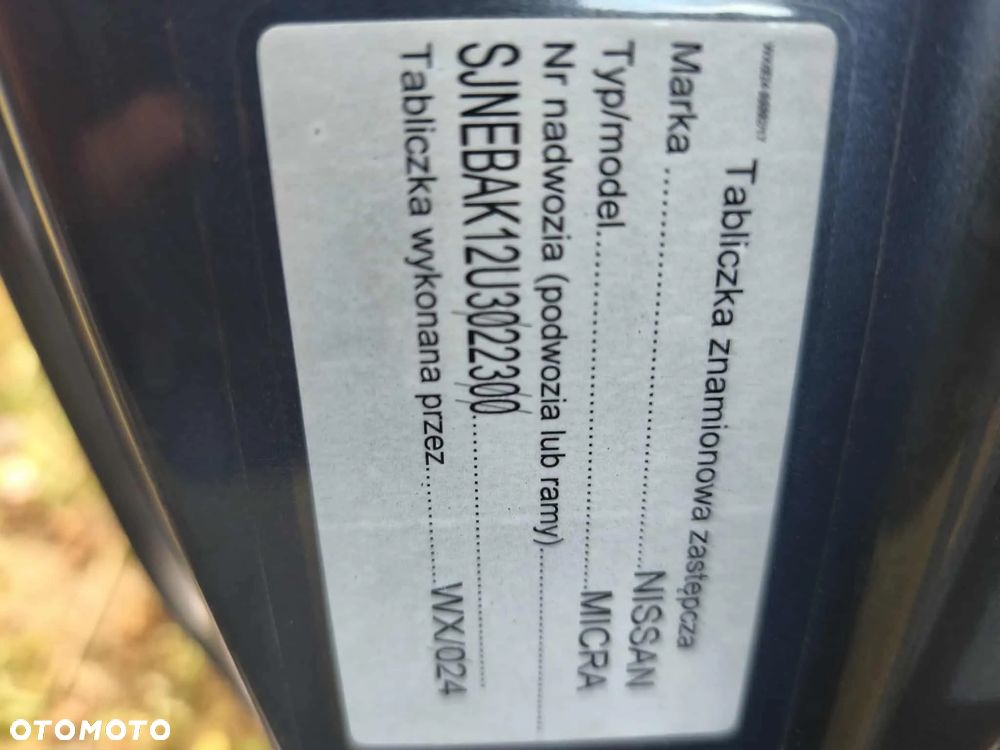 Tabliczka znamionowa zastępcza
Marka ........................................NISSAN
Typ/model........................................MICRA
Nr nadwozia (podwozia lub ramy)....................
SJNEBAK12U3022300..............................
Tabliczka wykonana przez............WX/024
OTOMOTO